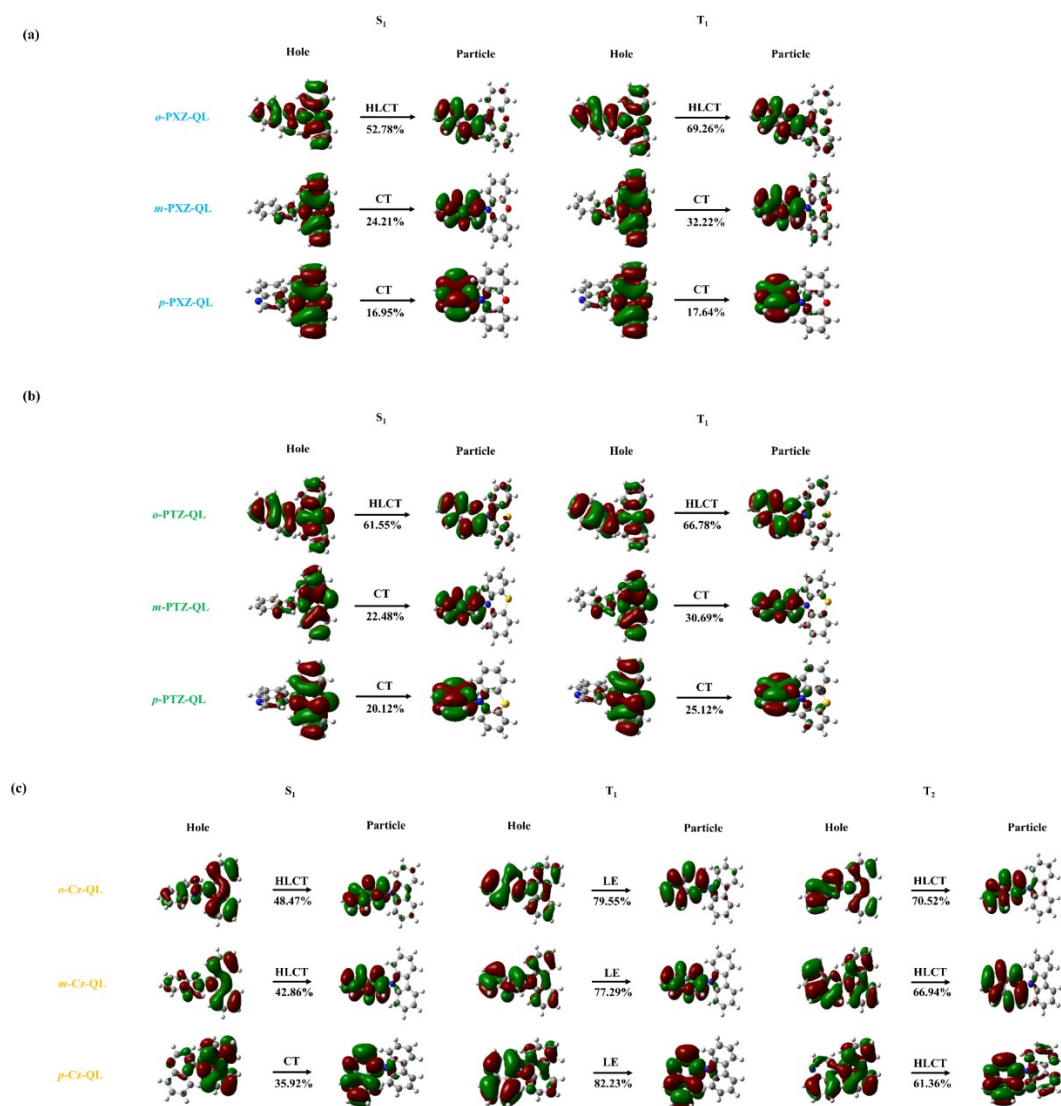 (a)
S1 T1
Hole Particle Hole Particle
o-PXZ-QL HLCT 52.78% HLCT 69.26%
m-PXZ-QL CT 24.21% CT 32.22%
p-PXZ-QL CT 16.95% CT 17.64%
(b)
S1 T1
Hole Particle Hole Particle
o-PTZ-QL HLCT 61.55% HLCT 66.78%
m-PTZ-QL CT 22.48% CT 30.69%
p-PTZ-QL CT 20.12% CT 25.12%
(c)
S1 T1 T2
Hole Particle Hole Particle Hole Particle
o-Cz-QL HLCT 48.47% LE 79.55% HLCT 70.52%
m-Cz-QL HLCT 42.86% LE 77.29% HLCT 66.94%
p-Cz-QL CT 35.92% LE 82.23% HLCT 61.36%